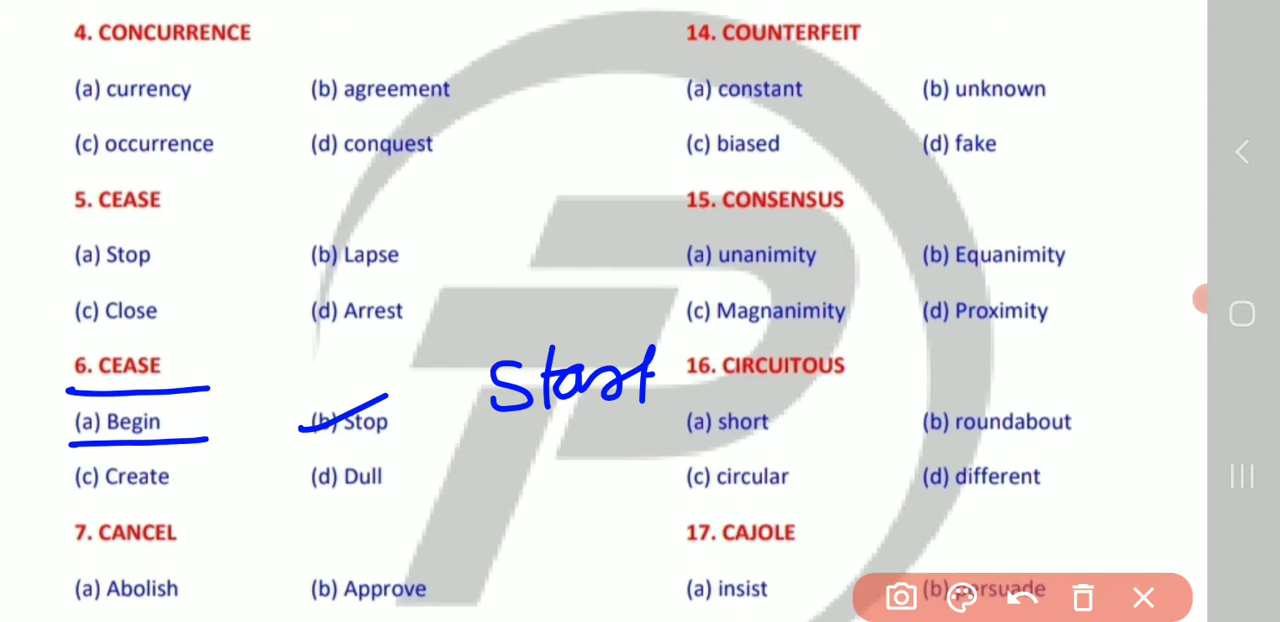 4. CONCURRENCE
(a) currency (b) agreement
(c) occurrence (d) conquest
5. CEASE
(a) Stop (b) Lapse
(c) Close (d) Arrest
6. CEASE
(a) Begin (b) Stop
Start
(c) Create (d) Dull
7. CANCEL
(a) Abolish (b) Approve
14. COUNTERFEIT
(a) constant (b) unknown
(c) biased (d) fake
15. CONSENSUS
(a) unanimity (b) Equanimity
(c) Magnanimity (d) Proximity
16. CIRCUITOUS
(a) short (b) roundabout
(c) circular (d) different
17. CAJOLE
(a) insist (b) persuade